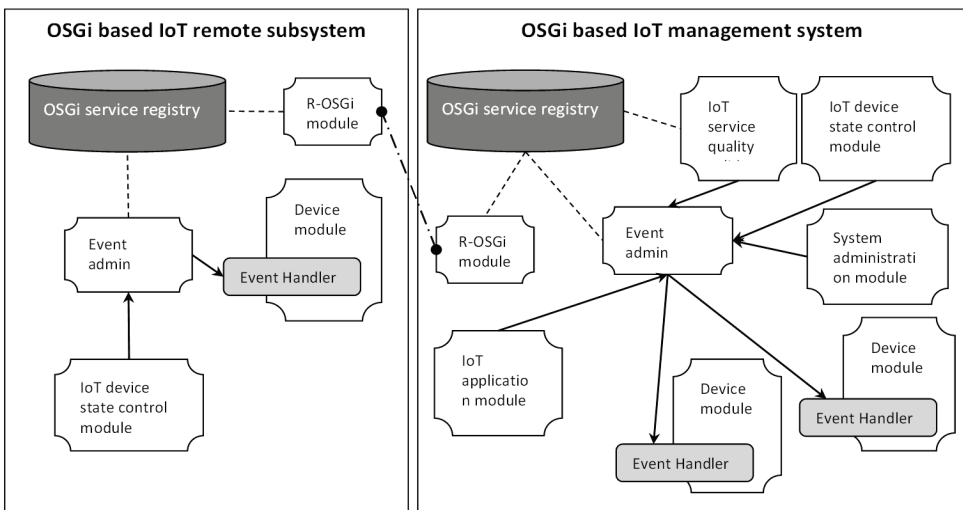 OSGi based IoT remote subsystem
OSGi service registry
R-OSGi
module
Device
module
Event
admin
Event Handler
IoT device
state control
module
OSGi based IoT management system
OSGi service registry
IoT
service
quality
IoT device
state control
module
R-OSGi
module
Event
admin
System
administrati
on module
IoT
applicatio
n module
Device
module
Event Handler
Device
module
Event Handler